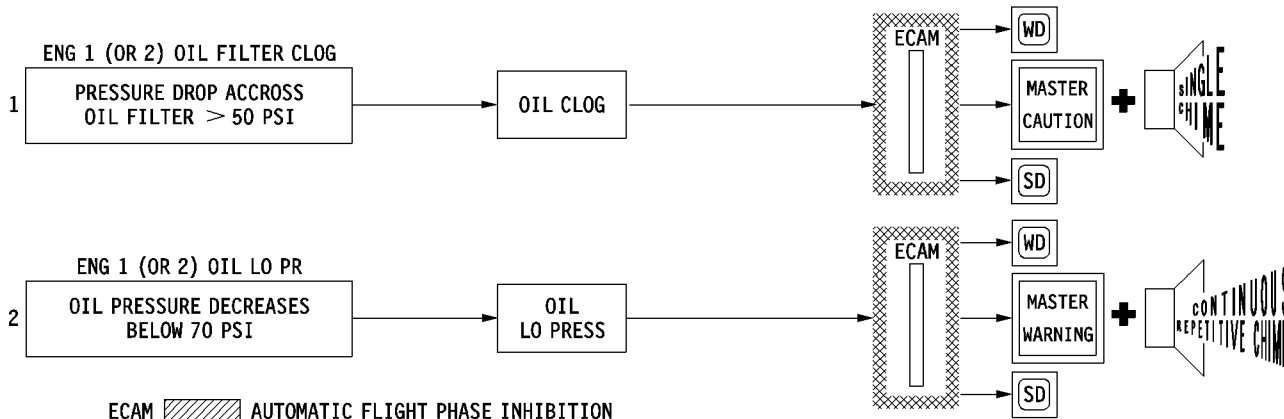 ENG 1 (OR 2) OIL FILTER CLOG
1
PRESSURE DROP ACCROSS
OIL FILTER > 50 PSI
OIL CLOG
ECAM
WD
MASTER
CAUTION
+
SINGLE
CHIME
SD
ENG 1 (OR 2) OIL LO PR
2
OIL PRESSURE DECREASES
BELOW 70 PSI
OIL
LO PRESS
ECAM
WD
MASTER
WARNING
+
CONTINUOUS
REPETITIVE CHIM
SD
ECAM AUTOMATIC FLIGHT PHASE INHIBITION